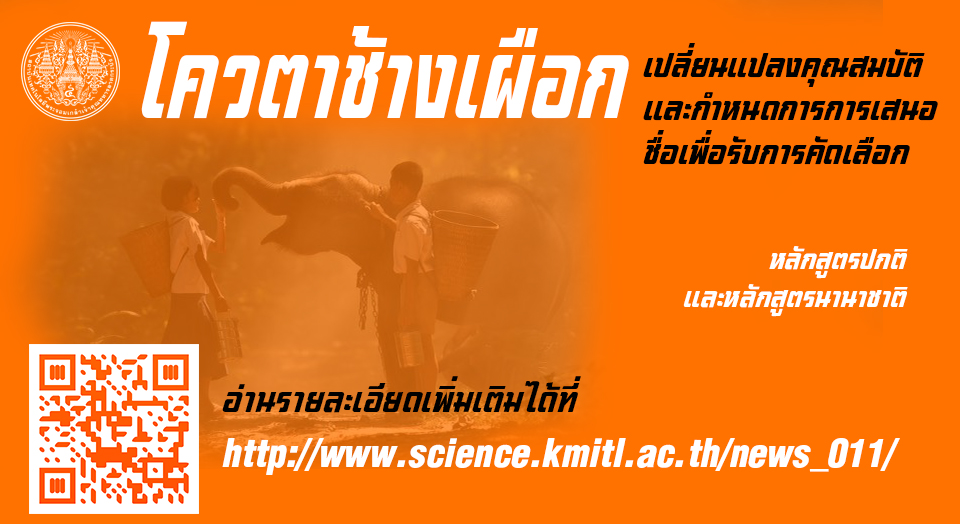 โควตาช้างเผือก
เปลี่ยนแปลงคุณสมบัติ
และกำหนดการการเสนอ
ชื่อเพื่อรับการคัดเลือก
หลักสูตรปกติ
และหลักสูตรนานาชาติ
อ่านรายละเอียดเพิ่มเติมได้ที่
http://www.science.kmitl.ac.th/news_011/